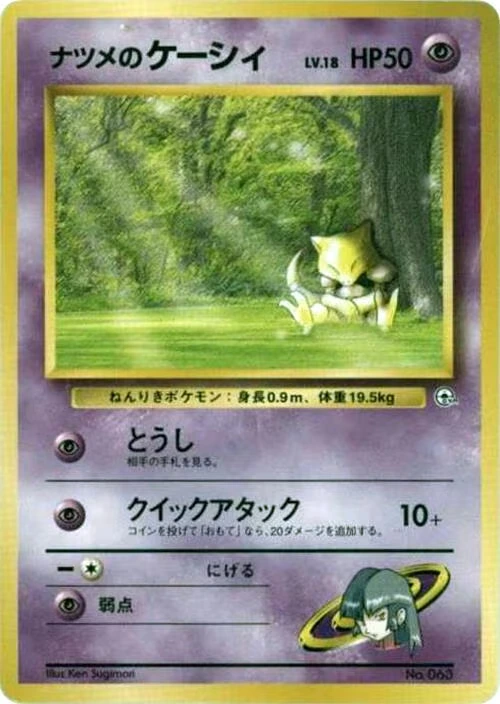 ナツメのケーシィ LV.18 HP50
ねんりきポケモン：身長0.9m、体重19.5kg
とうし
相手の手札を見る。
クイックアタック 10+
コインを投げて「おもて」なら、20ダメージを追加する。
にげる
弱点
Illus. Ken Sugimori No. 063